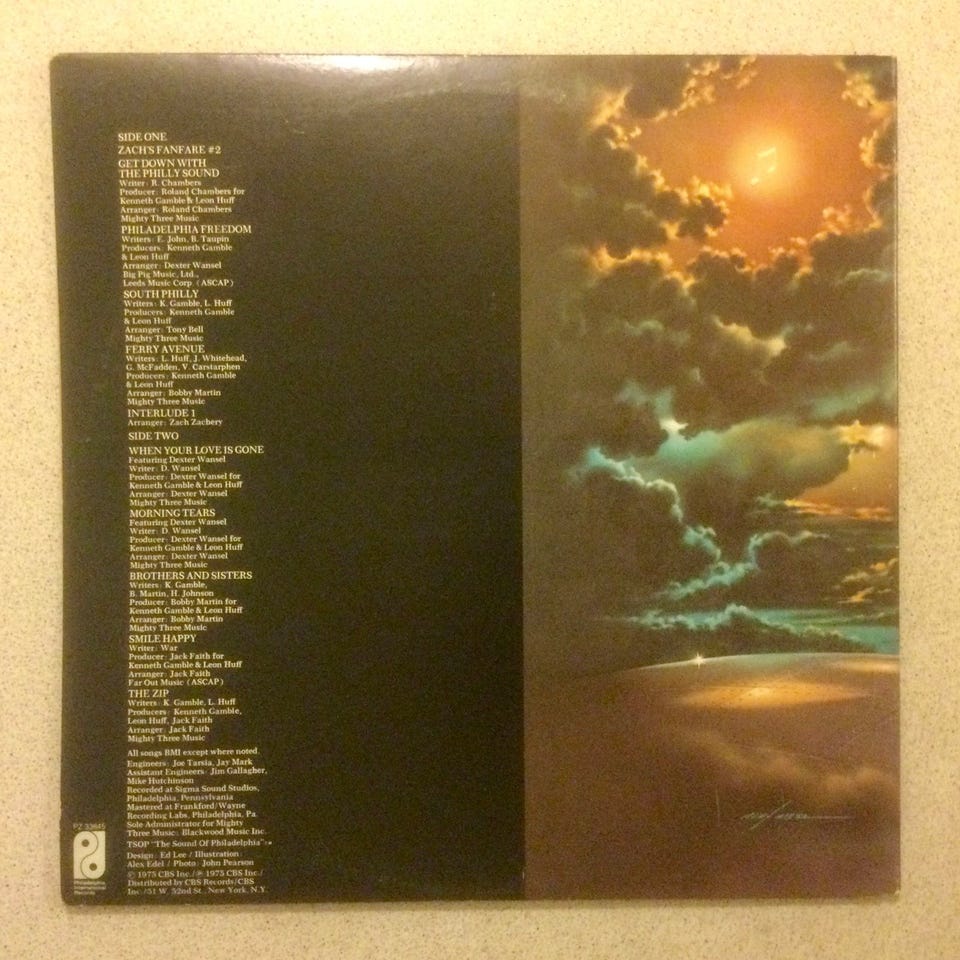 SIDE ONE
ZACH'S FANFARE #2
GET DOWN WITH
THE PHILLY SOUND
Writer: R. Chambers
Producer: Roland Chambers for
Kenneth Gamble & Leon Huff
Arranger: Roland Chambers
Mighty Three Music
PHILADELPHIA FREEDOM
Writers: E. John, B. Taupin
Producers: Kenneth Gamble
& Leon Huff
Arranger: Dexter Wansel
Big Pig Music, Ltd.,
Leeds Music Corp (ASCAP)
SOUTH PHILLY
Writers: K. Gamble, L. Huff
Producers: Kenneth Gamble
& Leon Huff
Arranger: Tony Bell
Mighty Three Music
FERRY AVENUE
Writers: L. Huff, J. Whitehead,
G. McFadden, V. Carstarphen
Producers: Kenneth Gamble
& Leon Huff
Arranger: Bobby Martin
Mighty Three Music
INTERLUDE 1
Arranger: Zach Zachery
SIDE TWO
WHEN YOUR LOVE IS GONE
Featuring Dexter Wansel
Writer: D. Wansel
Producer: Dexter Wansel for
Kenneth Gamble & Leon Huff
Arranger: Dexter Wansel
Mighty Three Music
MORNING TEARS
Featuring Dexter Wansel
Writer: D. Wansel
Producer: Dexter Wansel for
Kenneth Gamble & Leon Huff
Arranger: Dexter Wansel
Mighty Three Music
BROTHERS AND SISTERS
Writers: K. Gamble,
B. Martin, H. Johnson
Producer: Bobby Martin for
Kenneth Gamble & Leon Huff
Arranger: Bobby Martin
Mighty Three Music
SMILE HAPPY
Writer: War
Producer: Jack Faith for
Kenneth Gamble & Leon Huff
Arranger: Jack Faith
Far Out Music (ASCAP)
THE ZIP
Writers: K. Gamble, L. Huff
Producers: Kenneth Gamble,
Leon Huff, Jack Faith
Arranger: Jack Faith
Mighty Three Music
All songs BMI except where noted.
Engineers: Joe Tarsia, Jay Mark
Assistant Engineers: Jim Gallagher,
Mike Hutchinson
Recorded at Sigma Sound Studios,
Philadelphia, Pennsylvania
Mastered at Frankford/Wayne
Recording Labs, Philadelphia, Pa.
Sole Administrator for Mighty
Three Music: Blackwood Music Inc.
TSOP "The Sound Of Philadelphia"
Design: Ed Lee / Illustration:
Alex Edel / Photo: John Pearson
© 1975 CBS Inc./℗ 1975 CBS Inc./
Distributed by CBS Records/CBS
Inc./51 W. 52nd St., New York, N.Y.
PZ 33845
Philadelphia
International
Records